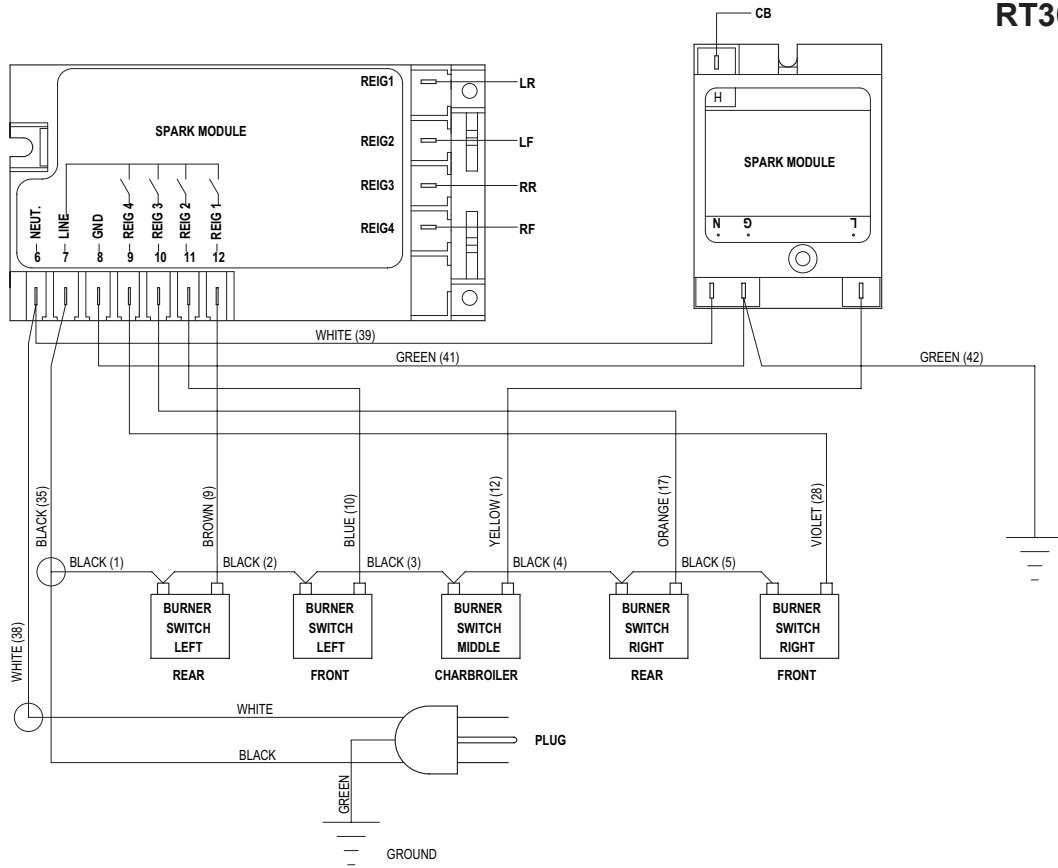 CB
RT36
REIG1
LR
SPARK MODULE
H
REIG2
LF
SPARK MODULE
REIG3
RR
REIG4
RF
NEUT.
LINE
GND
REIG 4
REIG 3
REIG 2
REIG 1
6 7 8 9 10 11 12
N G L
WHITE (39)
GREEN (41)
GREEN (42)
BLACK (35)
BROWN (9)
BLUE (10)
YELLOW (12)
ORANGE (17)
VIOLET (28)
BLACK (1)
BLACK (2)
BLACK (3)
BLACK (4)
BLACK (5)
BURNER SWITCH LEFT
REAR
BURNER SWITCH LEFT
FRONT
BURNER SWITCH MIDDLE
CHARBROILER
BURNER SWITCH RIGHT
REAR
BURNER SWITCH RIGHT
FRONT
WHITE (38)
WHITE
PLUG
BLACK
GREEN
GROUND